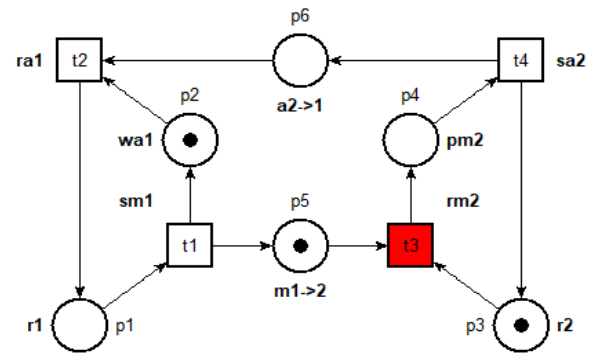 p6
ra1 t2 t4 sa2
p2 p4
a2->1
wa1 pm2
sm1 p5 rm2
t1 t3
m1->2
r1 p1 p3 r2